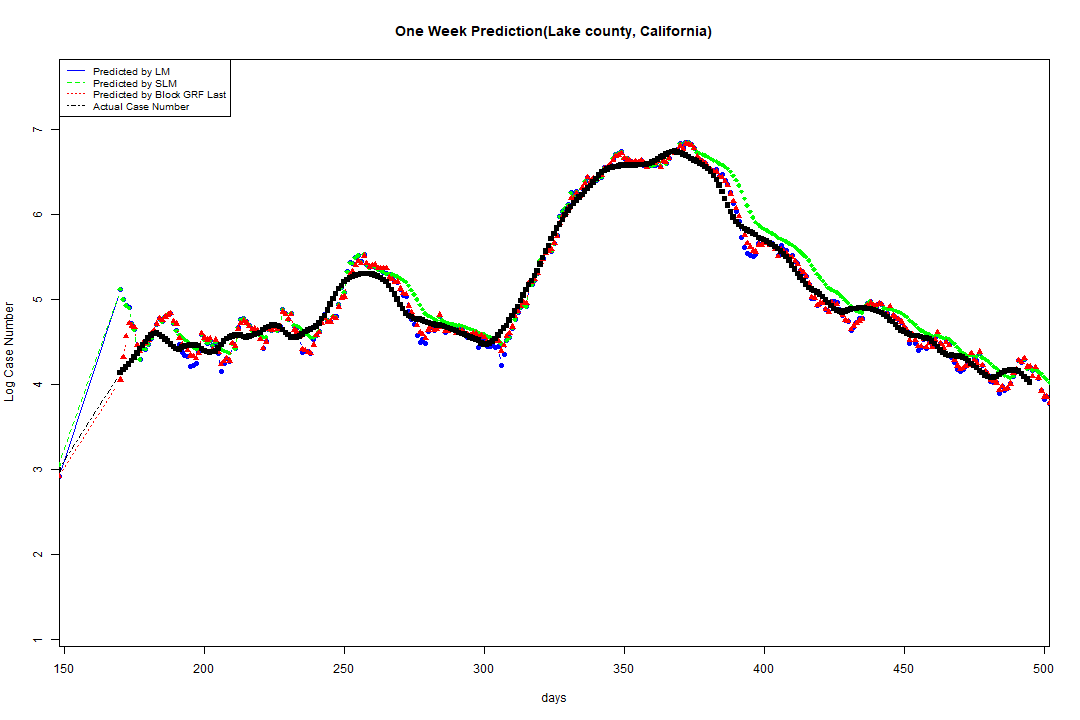 One Week Prediction(Lake county, California)
Predicted by LM
Predicted by SLM
Predicted by Block GRF Last
Actual Case Number
7
6
5
4
3
2
1
Log Case Number
150 200 250 300 350 400 450 500
days